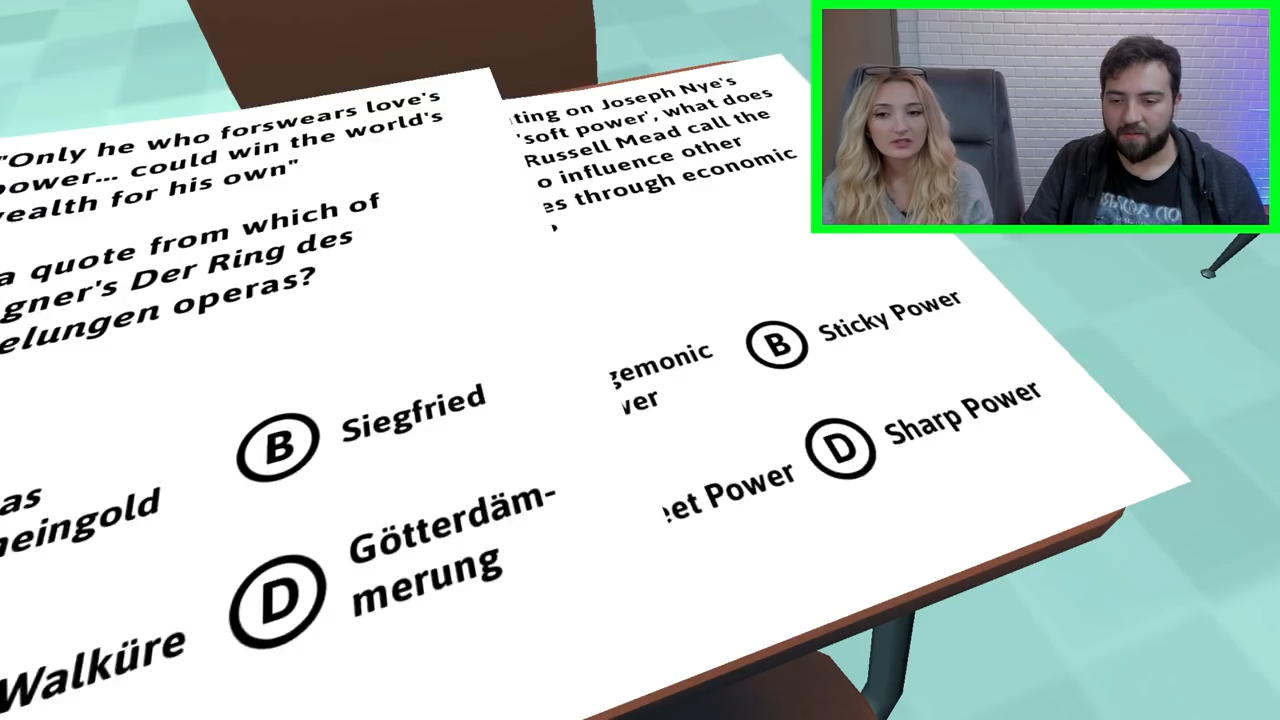 "Only he who forswears love's
power... could win the world's
wealth for his own"
a quote from which of
gner's Der Ring des
elungen operas?
B Siegfried
as
heingold
D Götterdäm-
merung
Walküre
ting on Joseph Nye's
'soft power', what does
Russell Mead call the
o influence other
es through economic
gemonic
wer
B Sticky Power
eet Power
D Sharp Power